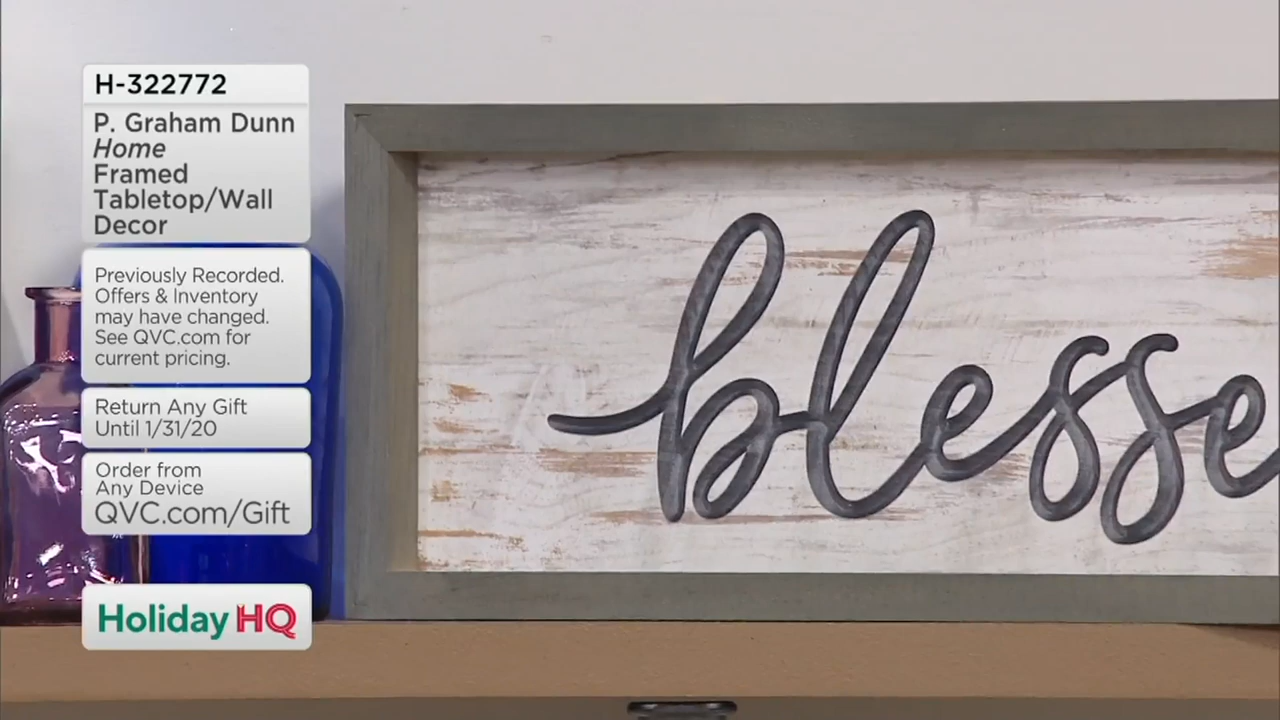 H-322772
P. Graham Dunn
Home
Framed
Tabletop/Wall
Decor
Previously Recorded.
Offers & Inventory
may have changed.
See QVC.com for
current pricing.
Return Any Gift
Until 1/31/20
Order from
Any Device
QVC.com/Gift
Holiday HQ
blesse